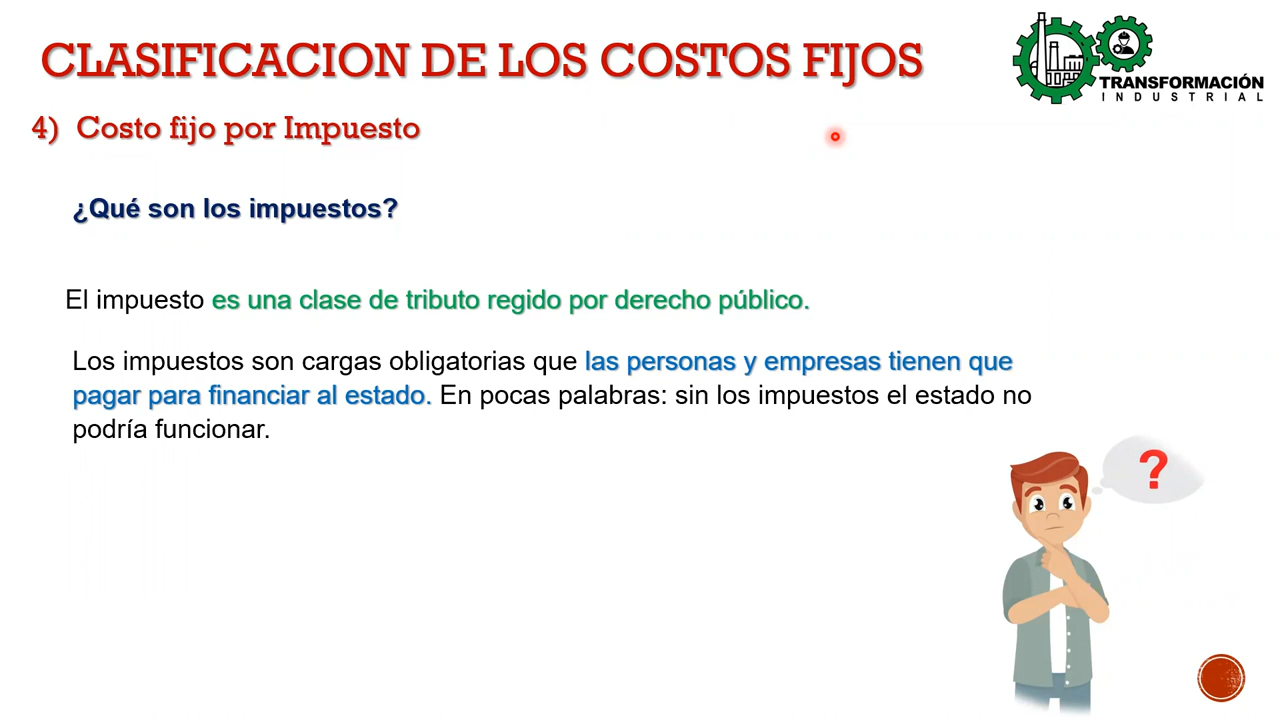 CLASIFICACION DE LOS COSTOS FIJOS
TRANSFORMACIÓN
INDUSTRIAL
4) Costo fijo por Impuesto
¿Qué son los impuestos?
El impuesto es una clase de tributo regido por derecho público.
Los impuestos son cargas obligatorias que las personas y empresas tienen que
pagar para financiar al estado. En pocas palabras: sin los impuestos el estado no
podría funcionar.
?